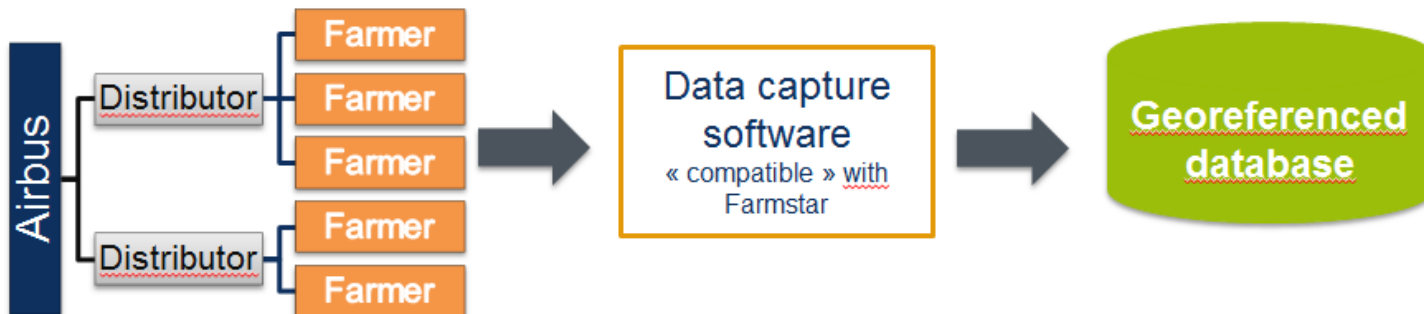 Airbus
Distributor
Farmer
Farmer
Farmer
Distributor
Farmer
Farmer
Data capture
software
« compatible » with
Farmstar
Georeferenced
database